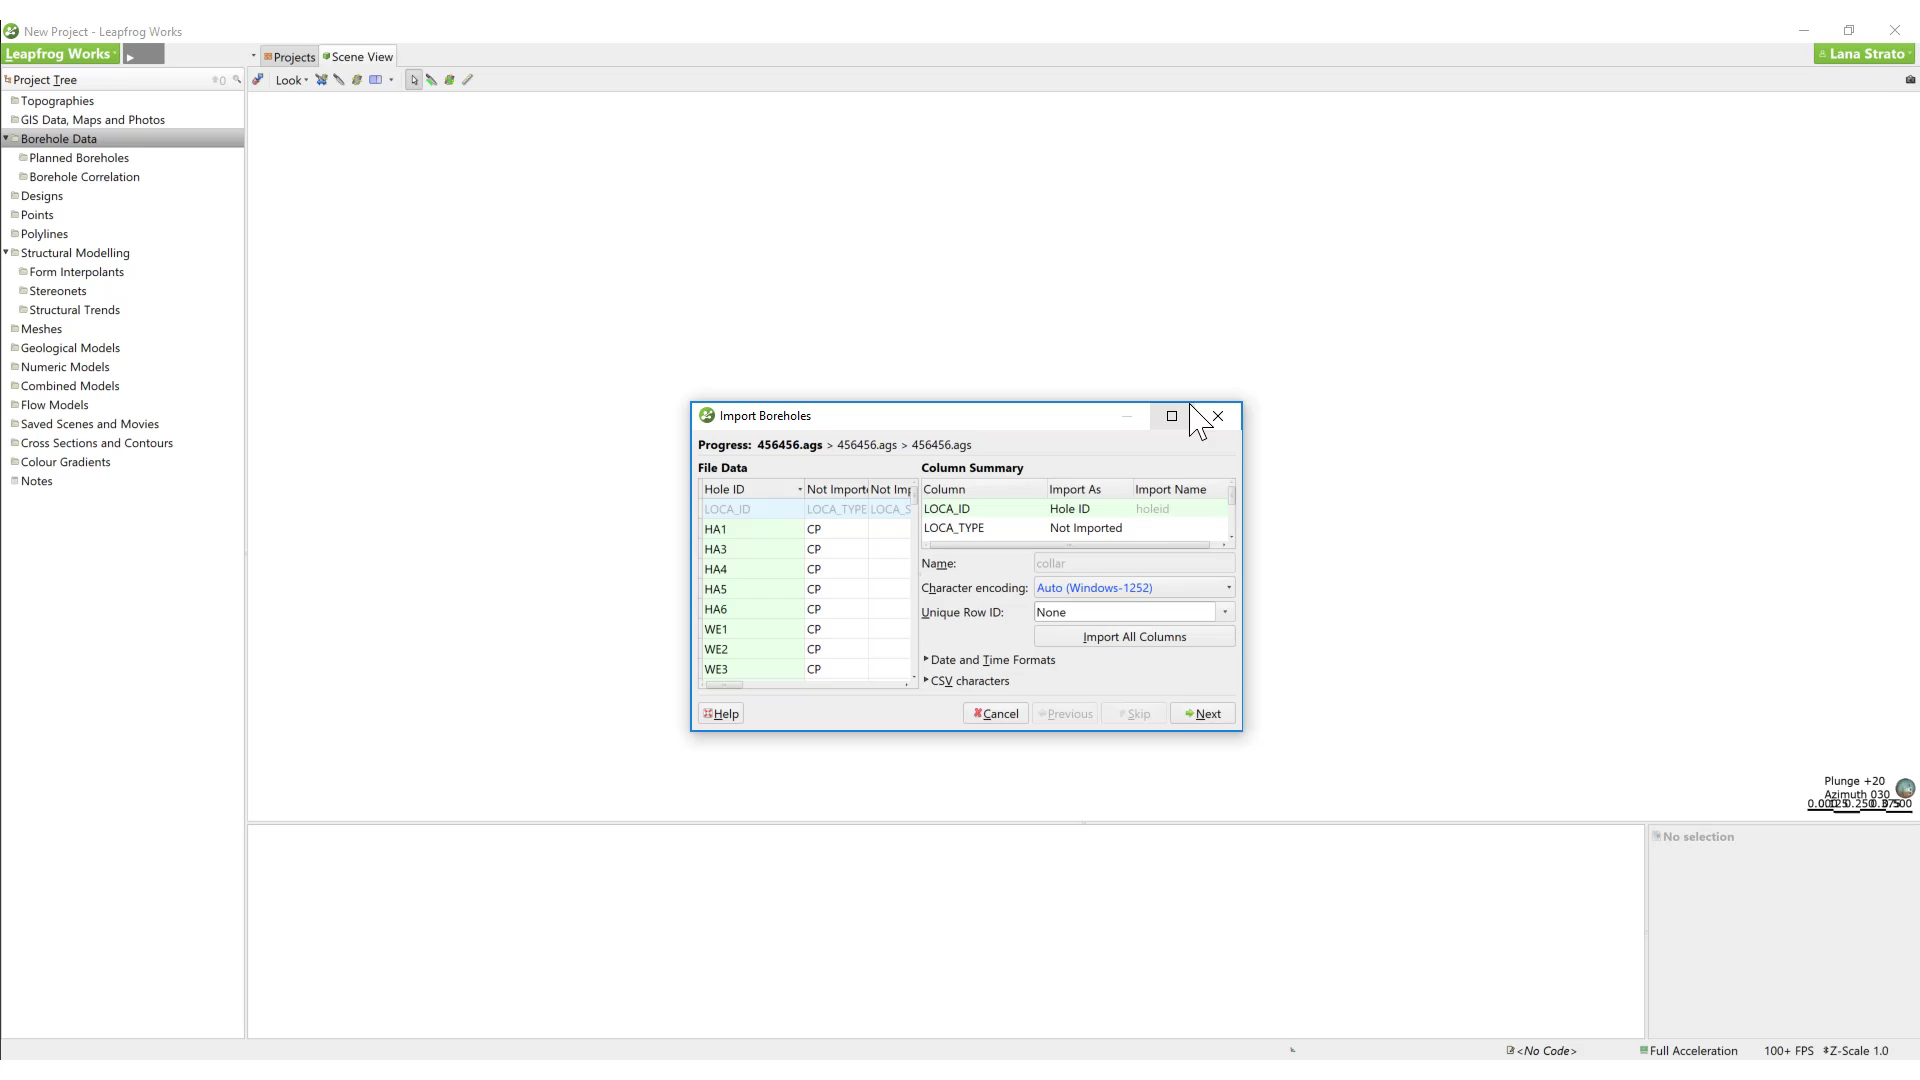 New Project - Leapfrog Works
Leapfrog Works
Projects Scene View
Lana Strato
Project Tree
0
Look
Topographies
GIS Data, Maps and Photos
Borehole Data
Planned Boreholes
Borehole Correlation
Designs
Points
Polylines
Structural Modelling
Form Interpolants
Stereonets
Structural Trends
Meshes
Geological Models
Numeric Models
Combined Models
Flow Models
Saved Scenes and Movies
Cross Sections and Contours
Colour Gradients
Notes
Import Boreholes
Progress: 456456.ags > 456456.ags > 456456.ags
File Data
Hole ID Not Importe Not Imp
LOCA_ID LOCA_TYPE LOCA_S
HA1 CP
HA3 CP
HA4 CP
HA5 CP
HA6 CP
WE1 CP
WE2 CP
WE3 CP
Column Summary
Column Import As Import Name
LOCA_ID Hole ID holeid
LOCA_TYPE Not Imported
Name: collar
Character encoding: Auto (Windows-1252)
Unique Row ID: None
Import All Columns
Date and Time Formats
CSV characters
Help Cancel Previous Skip Next
Plunge +20
Azimuth 030
No selection
<No Code> Full Acceleration 100+ FPS Z-Scale 1.0